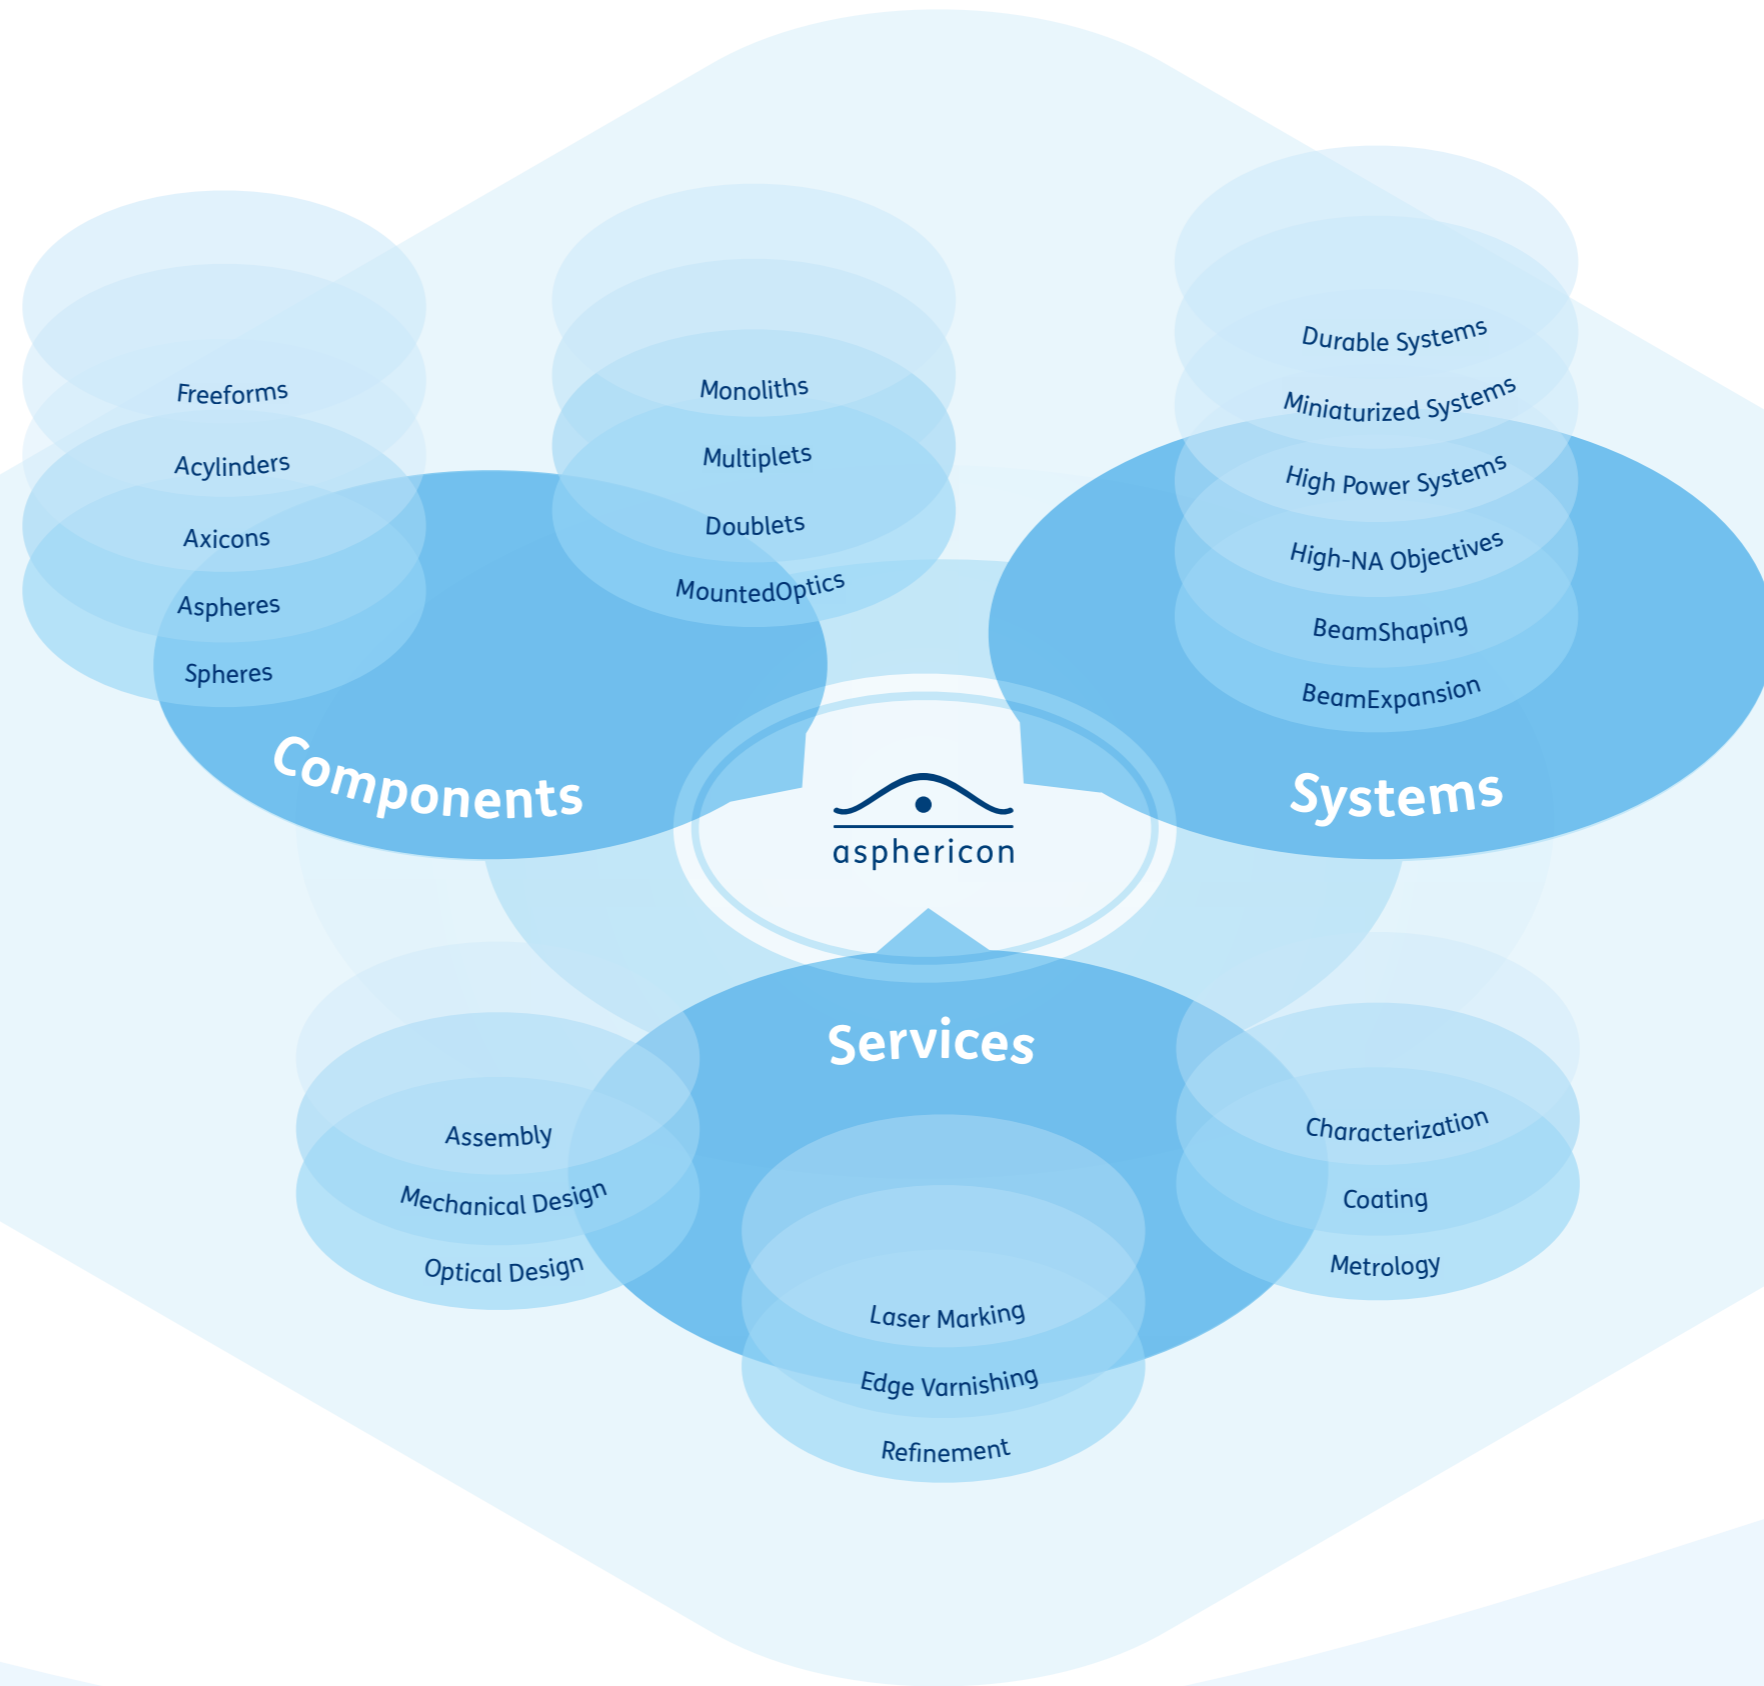 Freeforms
Acylinders
Axicons
Aspheres
Spheres
Monoliths
Multiplets
Doublets
MountedOptics
Components
Durable Systems
Miniaturized Systems
High Power Systems
High-NA Objectives
BeamShaping
BeamExpansion
Systems
asphericon
Services
Assembly
Mechanical Design
Optical Design
Laser Marking
Edge Varnishing
Refinement
Characterization
Coating
Metrology